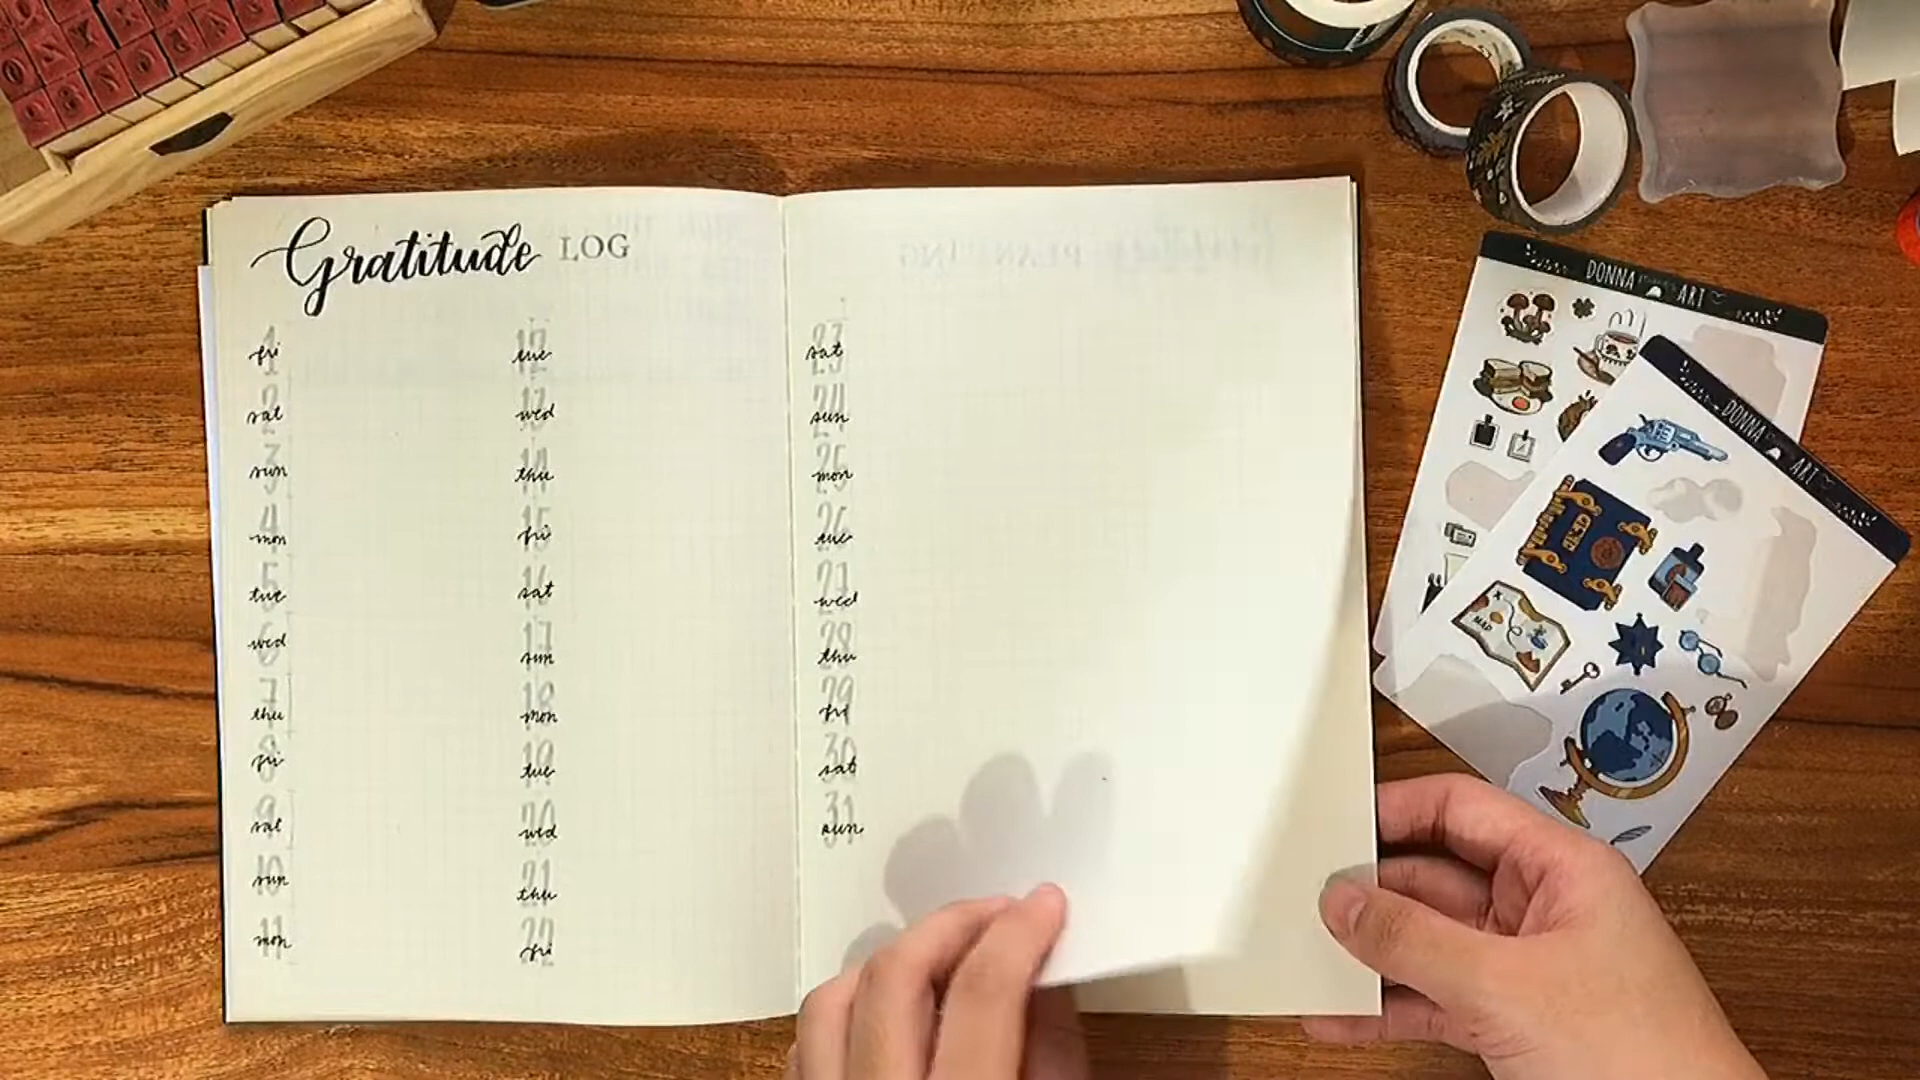 Gratitude LOG
1 fri
2 sat
3 sun
4 mon
5 tue
6 wed
7 thu
8 fri
9 sat
10 sun
11 mon
12 tue
13 wed
14 thu
15 fri
16 sat
17 sun
18 mon
19 tue
20 wed
21 thu
22 fri
23 sat
24 sun
25 mon
26 tue
27 wed
28 thu
29 fri
30 sat
31 sun
DONNA ART
DONNA ART
MAP